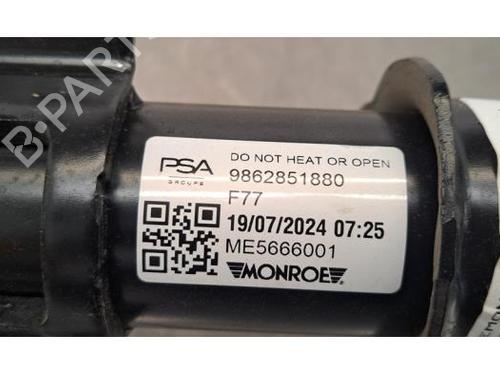 B-PARTS
PSA
GROUPE
DO NOT HEAT OR OPEN
9862851880
F77
19/07/2024 07:25
ME5666001
MONROE